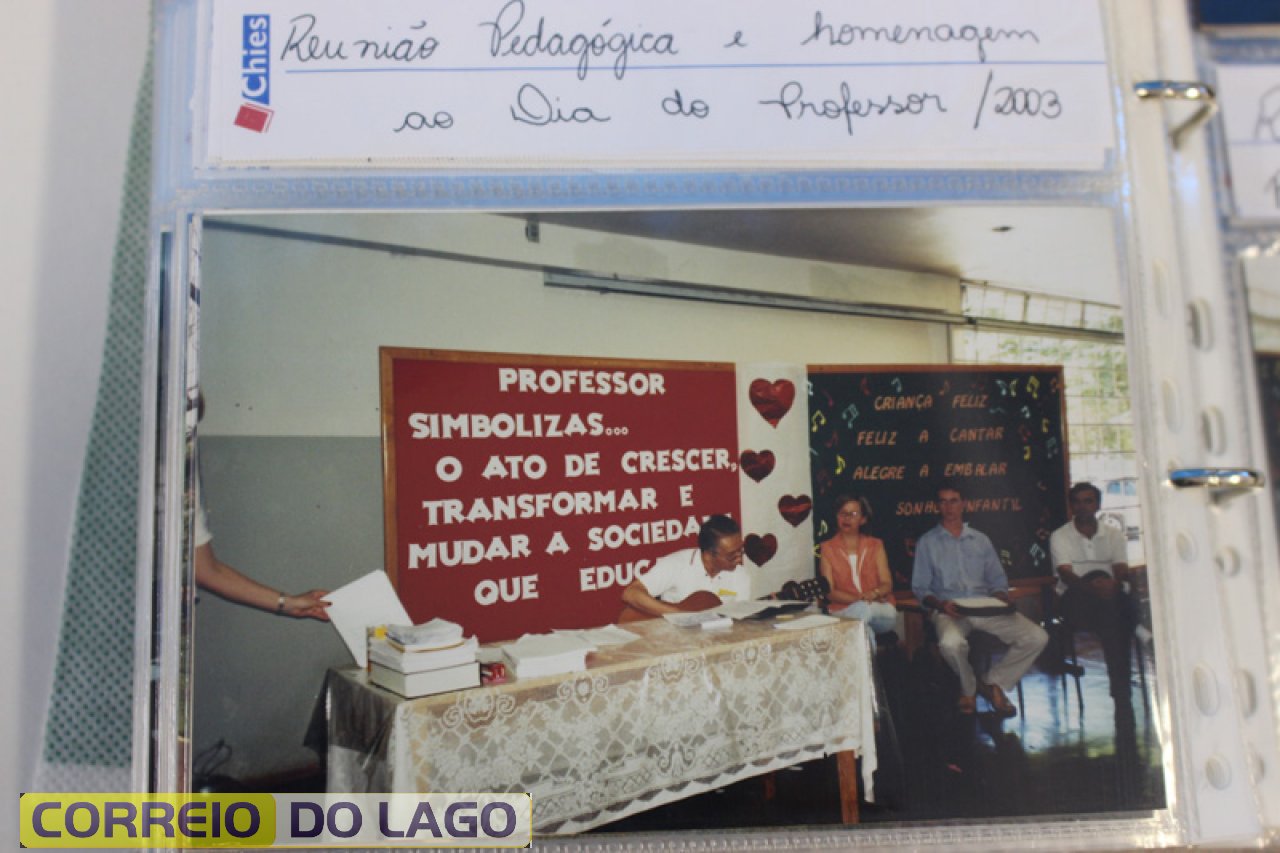 Chies
Reunião Pedagógica e homenagem
ao Dia do Professor /2003
PROFESSOR
SIMBOLIZAS...
O ATO DE CRESCER,
TRANSFORMAR E
MUDAR A SOCIEDA
QUE EDUC
CRIANÇA FELIZ
FELIZ A CANTAR
ALEGRE A EMBALAR
INFANTIL
CORREIO DO LAGO